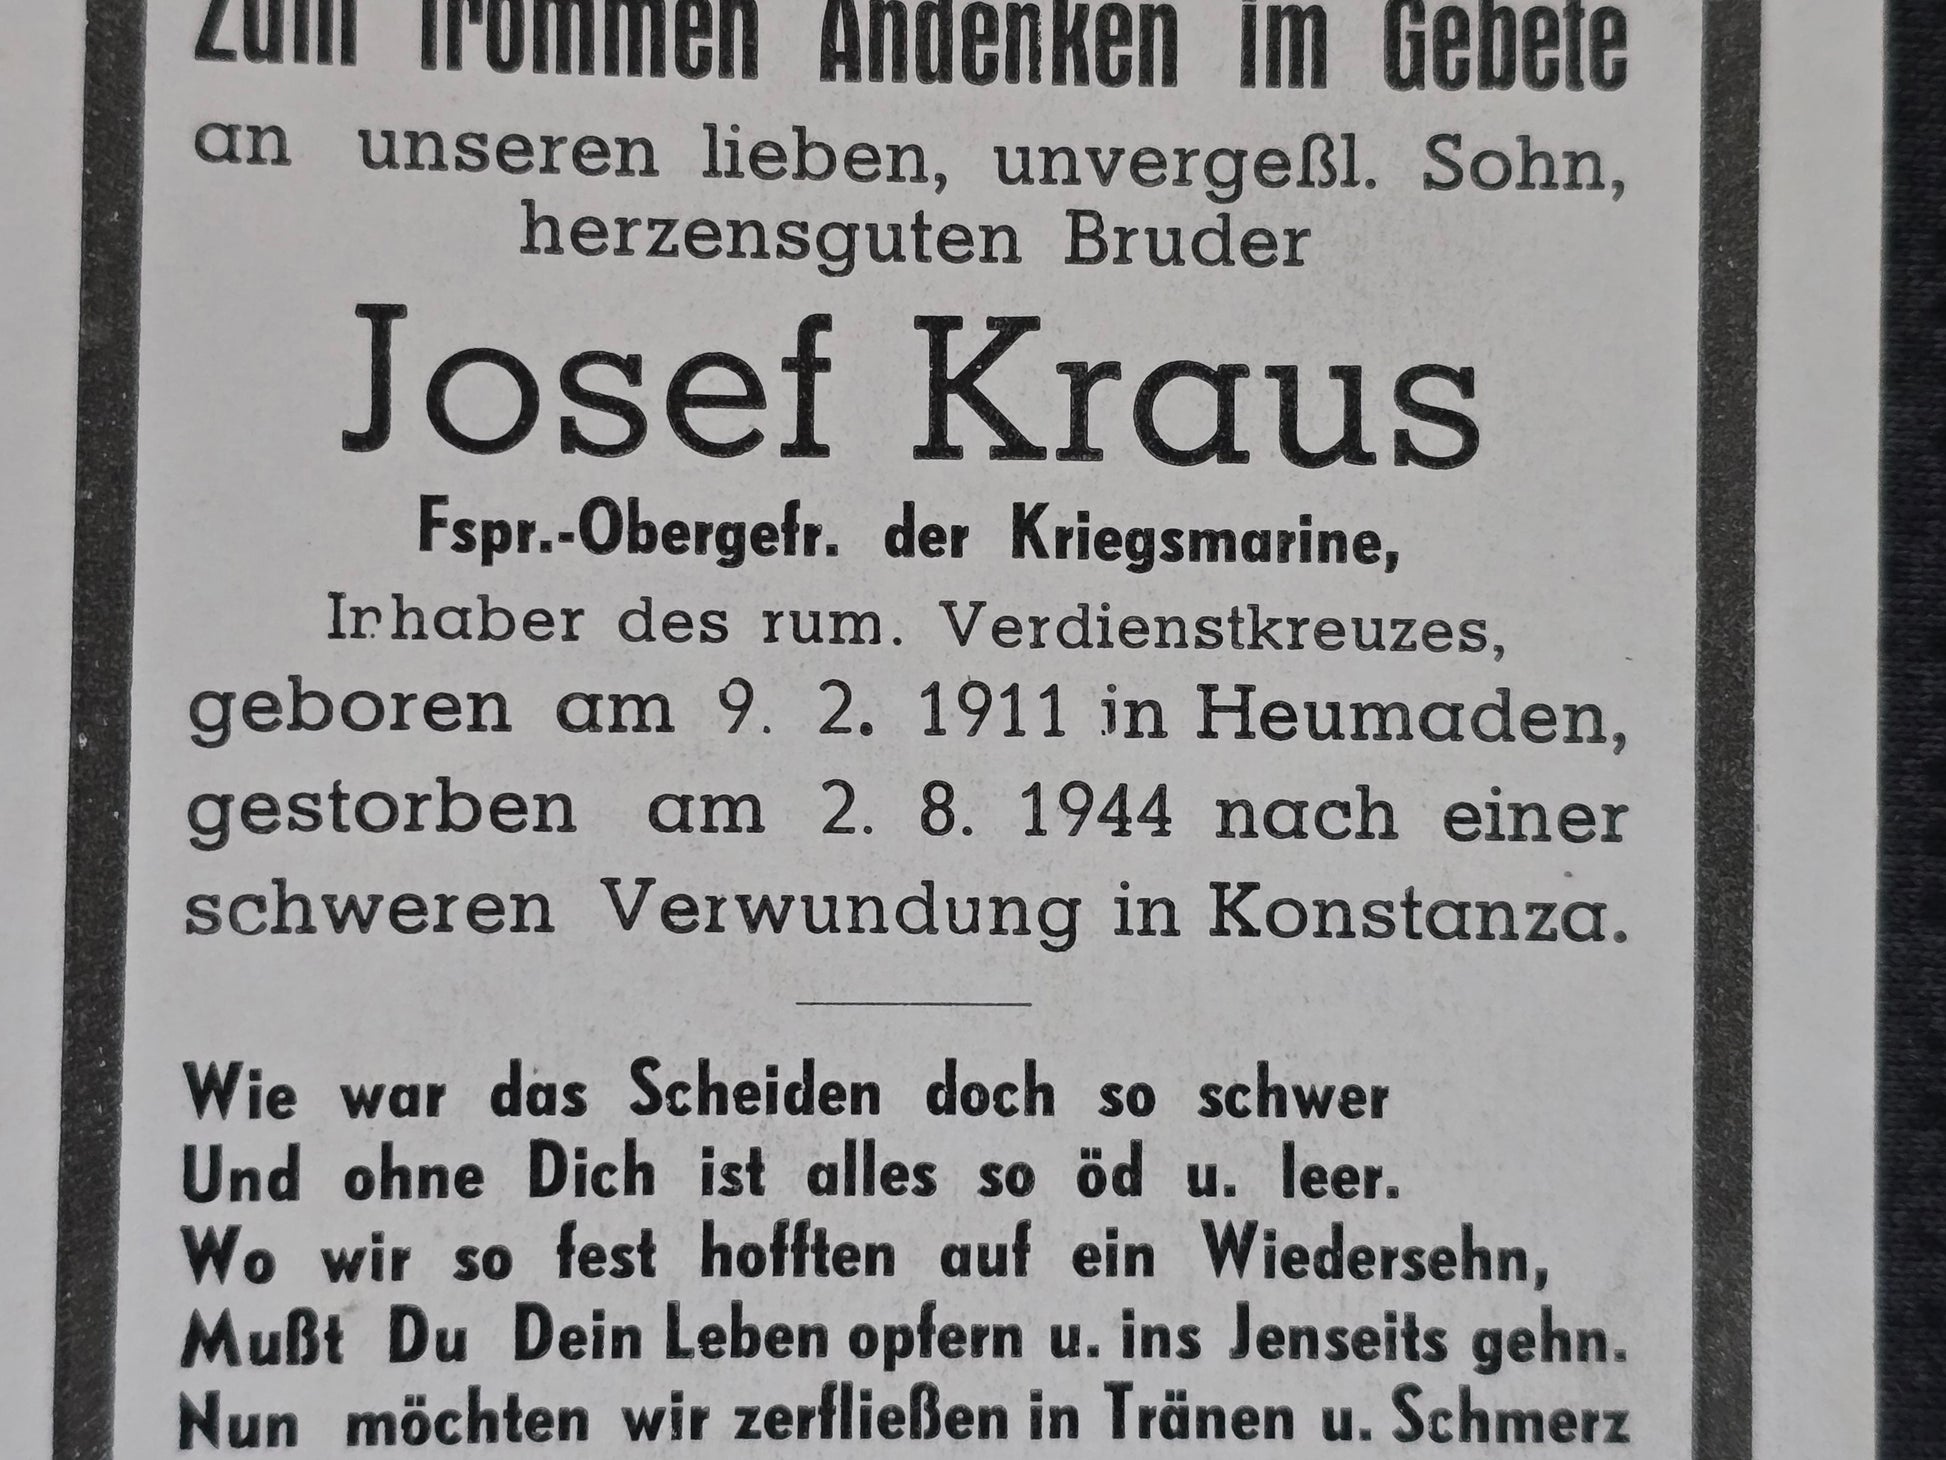 Zum frommen Andenken im Gebete
an unseren lieben, unvergeßl. Sohn,
herzensguten Bruder
Josef Kraus
Fspr.-Obergefr. der Kriegsmarine,
Inhaber des rum. Verdienstkreuzes,
geboren am 9. 2. 1911 in Heumaden,
gestorben am 2. 8. 1944 nach einer
schweren Verwundung in Konstanza.
Wie war das Scheiden doch so schwer
Und ohne Dich ist alles so öd u. leer.
Wo wir so fest hofften auf ein Wiedersehn,
Mußt Du Dein Leben opfern u. ins Jenseits gehn.
Nun möchten wir zerfließen in Tränen u. Schmerz